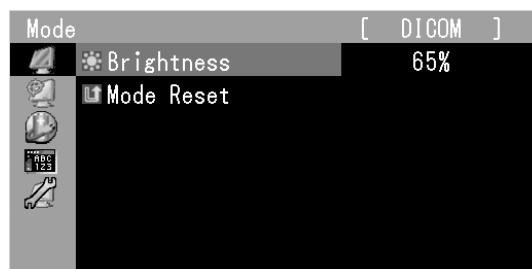 Mode [ DICOM ]
Brightness 65%
Mode Reset
ABC
123